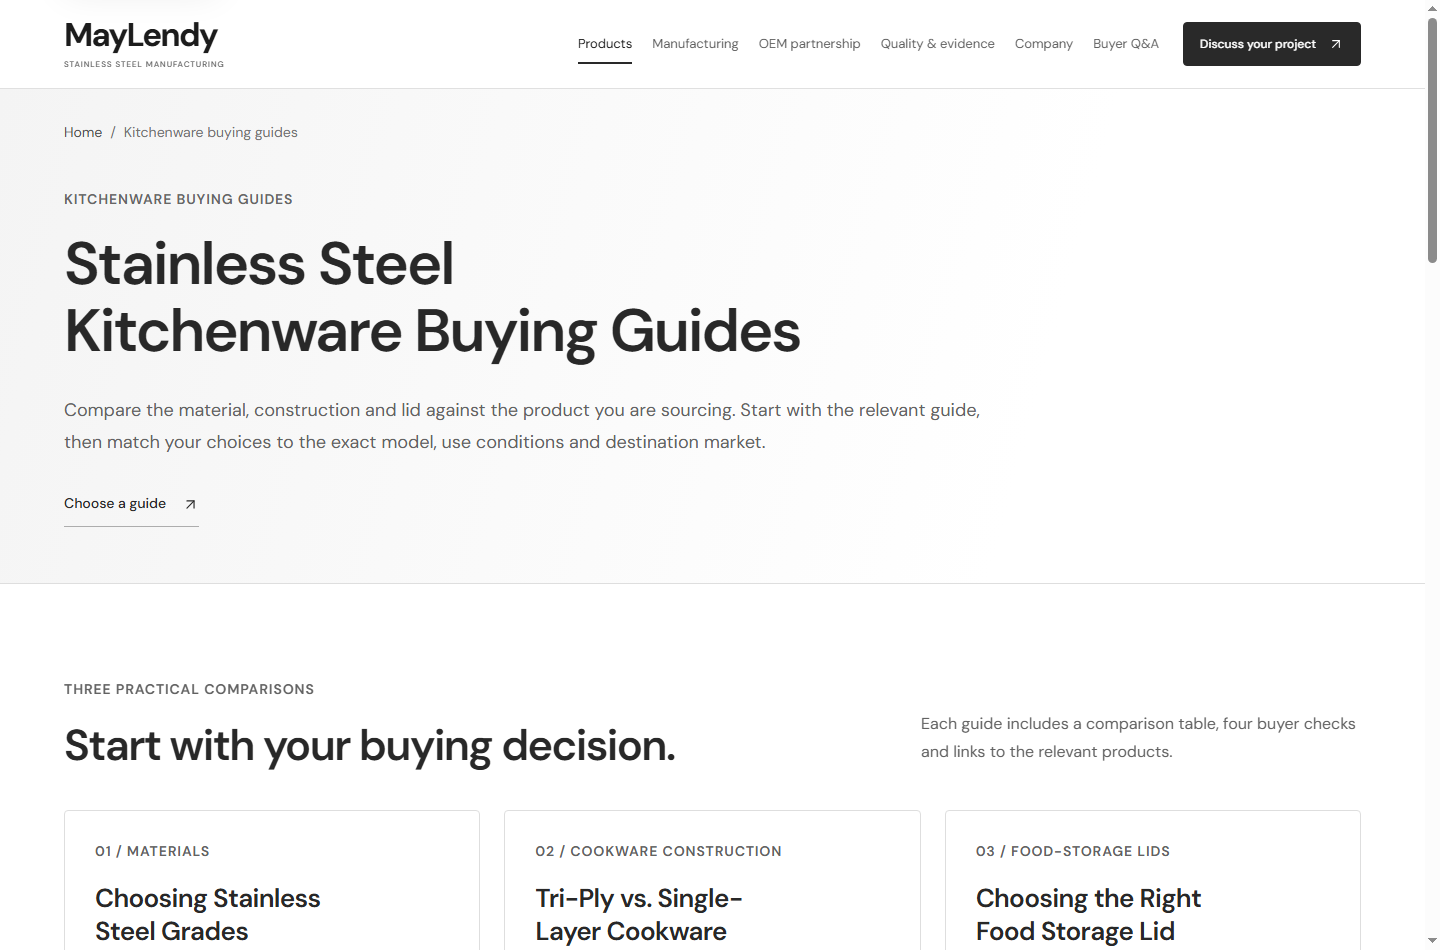 MayLendy
STAINLESS STEEL MANUFACTURING
Products
Manufacturing
OEM partnership
Quality & evidence
Company
Buyer Q&A
Discuss your project
Home / Kitchenware buying guides
KITCHENWARE BUYING GUIDES
Stainless Steel
Kitchenware Buying Guides
Compare the material, construction and lid against the product you are sourcing. Start with the relevant guide,
then match your choices to the exact model, use conditions and destination market.
Choose a guide
THREE PRACTICAL COMPARISONS
Start with your buying decision.
Each guide includes a comparison table, four buyer checks
and links to the relevant products.
01 / MATERIALS
Choosing Stainless
Steel Grades
02 / COOKWARE CONSTRUCTION
Tri-Ply vs. Single-
Layer Cookware
03 / FOOD-STORAGE LIDS
Choosing the Right
Food Storage Lid